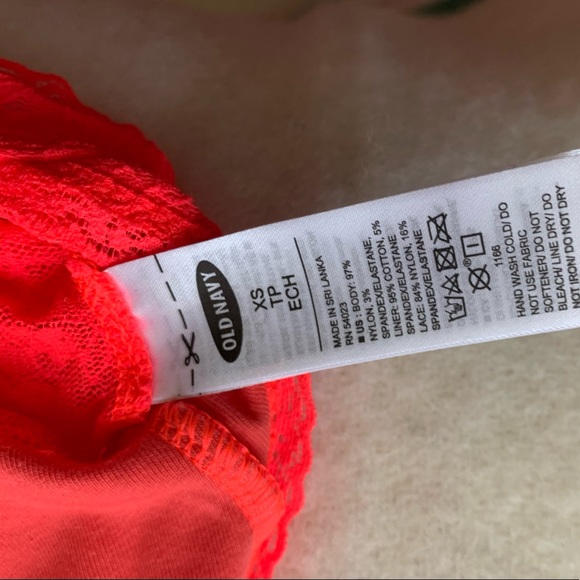 OLD NAVY
XS
TP
ECH
MADE IN SRI LANKA
RN 54023
■ US : BODY: 97%
NYLON, 3%
SPANDEX/ELASTANE,
LINER: 95% COTTON, 5%
SPANDEX/ELASTANE
LACE: 84% NYLON, 16%
SPANDEX/ELASTANE
1166
HAND WASH COLD/ DO
NOT USE FABRIC
SOFTENER/ DO NOT
BLEACH/ LINE DRY/ DO
NOT IRON/ DO NOT DRY